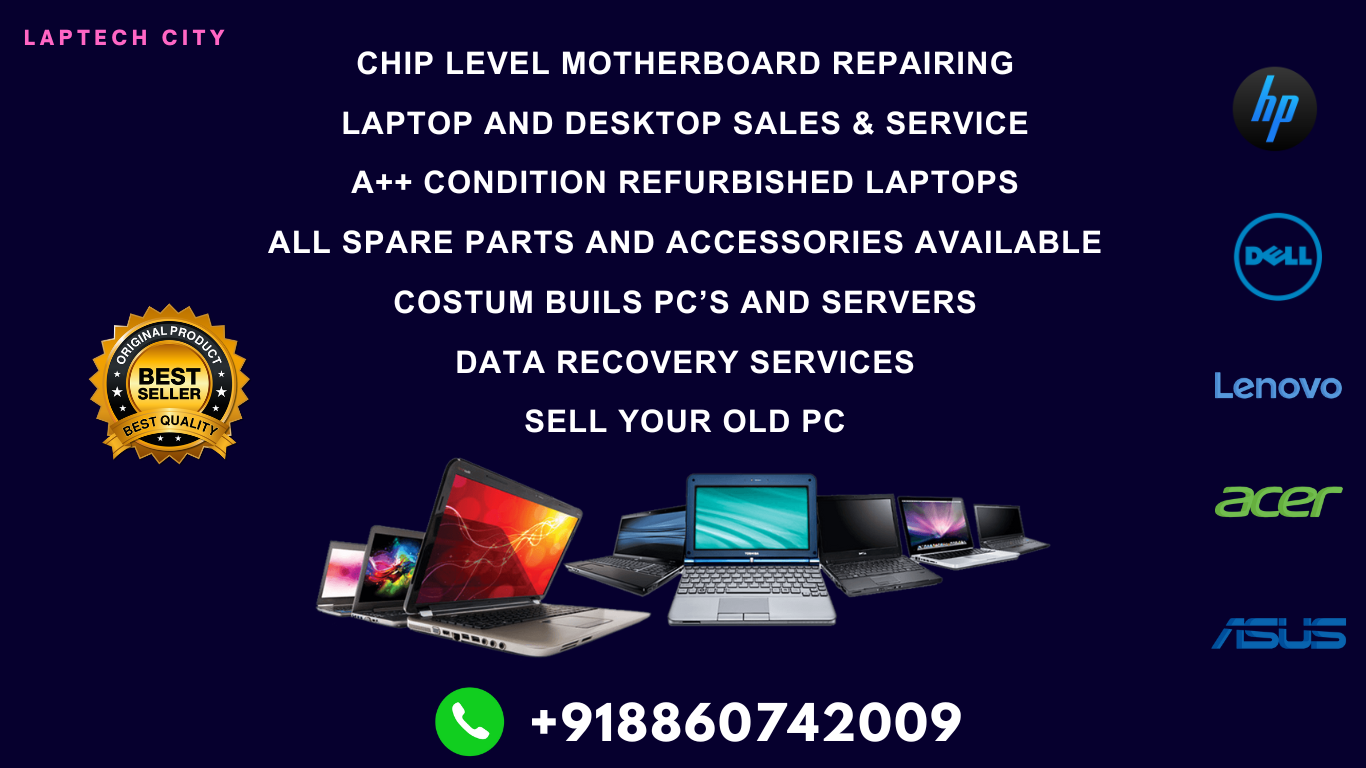 LAPTECH CITY
CHIP LEVEL MOTHERBOARD REPAIRING
LAPTOP AND DESKTOP SALES & SERVICE
A++ CONDITION REFURBISHED LAPTOPS
ALL SPARE PARTS AND ACCESSORIES AVAILABLE
COSTUM BUILS PC’S AND SERVERS
DATA RECOVERY SERVICES
SELL YOUR OLD PC
ORIGINAL PRODUCT
BEST
SELLER
BEST QUALITY
hp
DELL
Lenovo
acer
ASUS
TOSHIBA
+918860742009